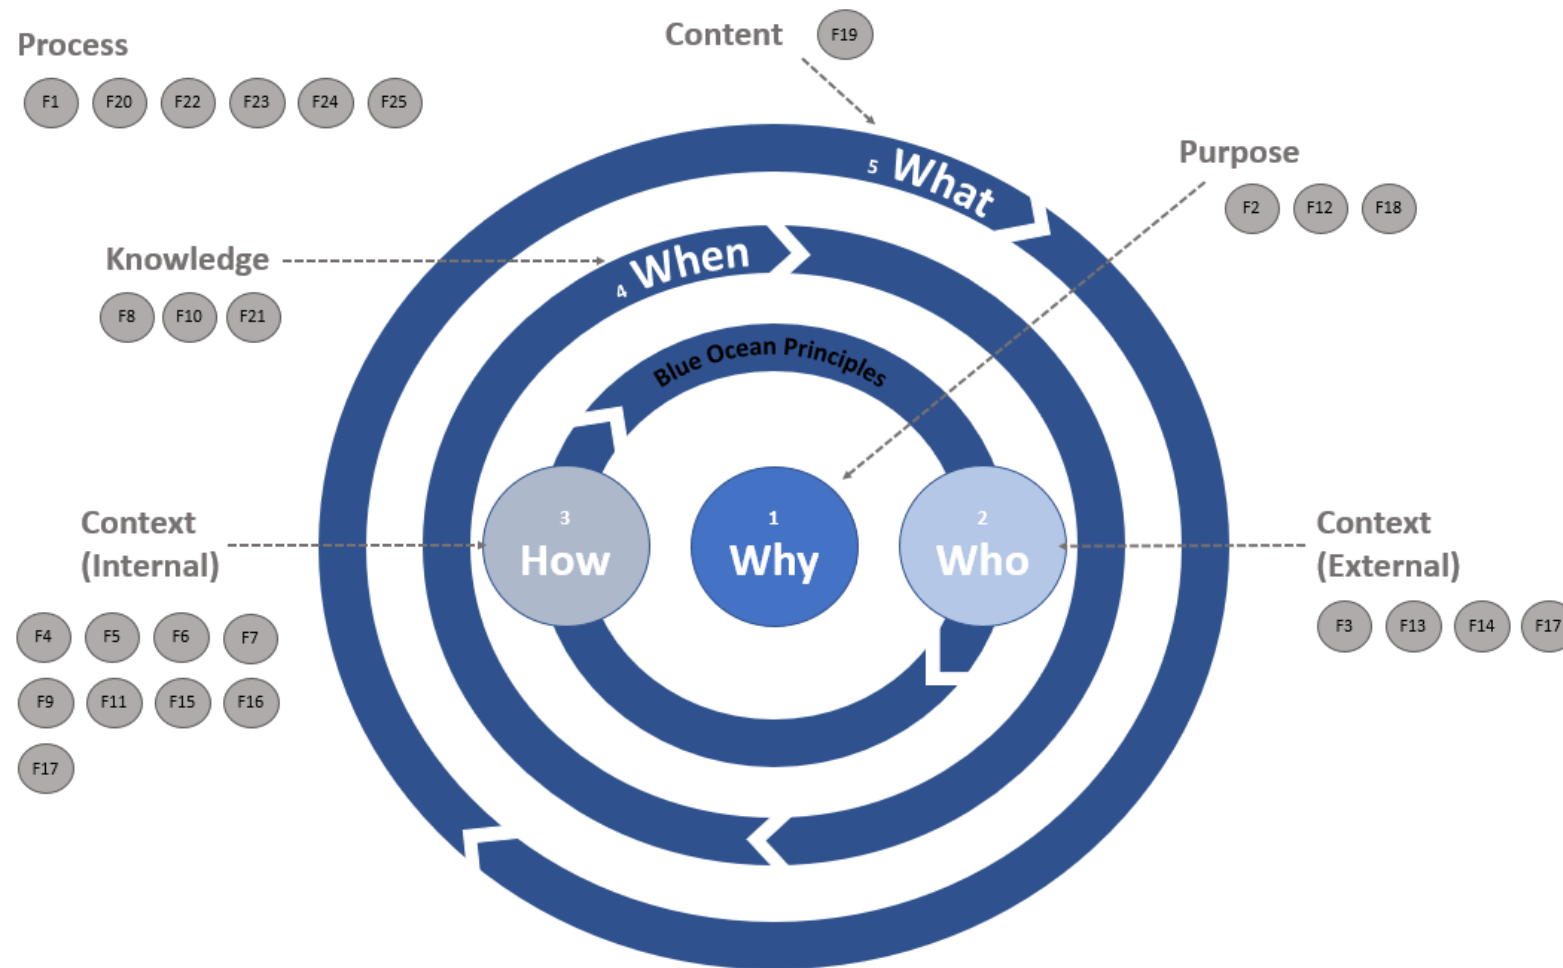 Process
F1 F20 F22 F23 F24 F25
Content F19
Purpose
F2 F12 F18
5 What
Knowledge
F8 F10 F21
4 When
Blue Ocean Principles
3
How
1
Why
2
Who
Context
(Internal)
F4 F5 F6 F7
F9 F11 F15 F16
F17
Context
(External)
F3 F13 F14 F17